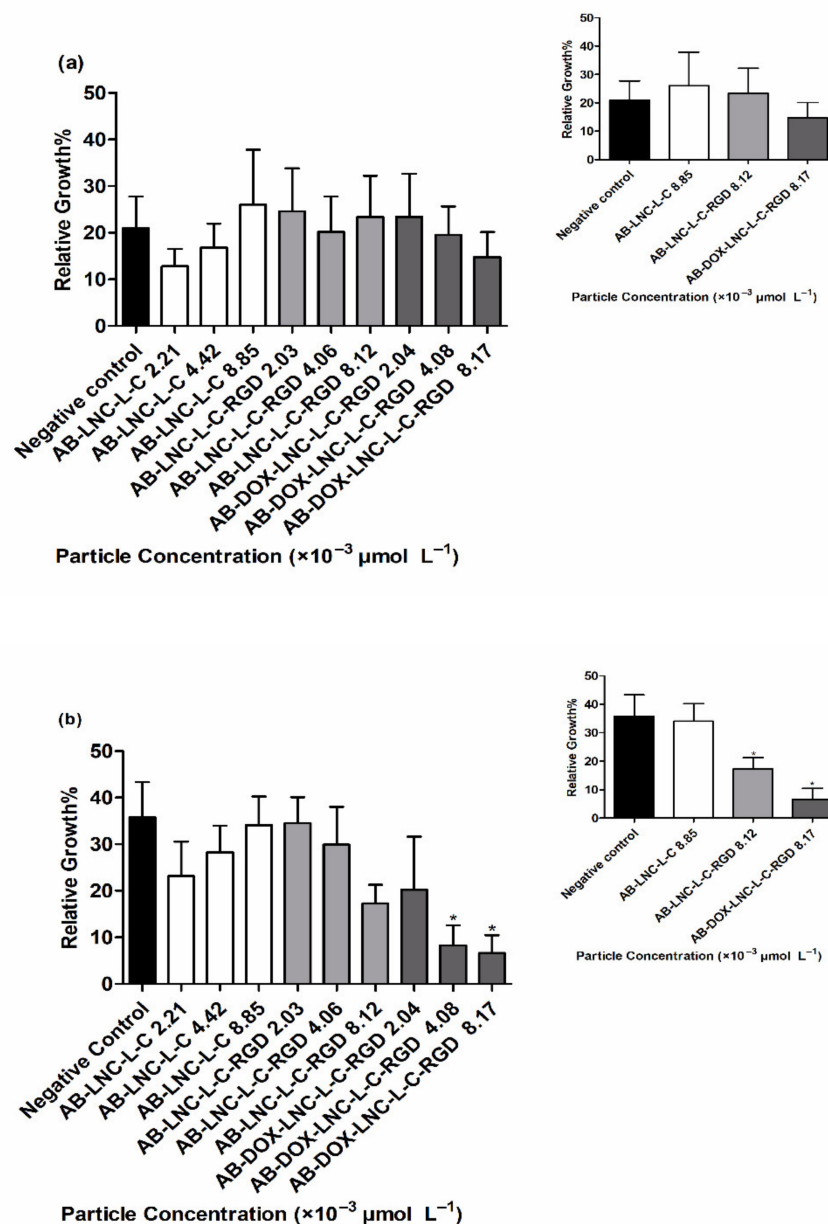 (a)
50
40
30
20
10
0
Relative Growth%
Negative control
AB-LNC-L-C 2.21
AB-LNC-L-C 4.42
AB-LNC-L-C 8.85
AB-LNC-L-C-RGD 2.03
AB-LNC-L-C-RGD 4.06
AB-LNC-L-C-RGD 8.12
AB-DOX-LNC-L-C-RGD 2.04
AB-DOX-LNC-L-C-RGD 4.08
AB-DOX-LNC-L-C-RGD 8.17
Particle Concentration (×10⁻³ µmol L⁻¹)
50
40
30
20
10
0
Relative Growth%
Negative control
AB-LNC-L-C 8.85
AB-LNC-L-C-RGD 8.12
AB-DOX-LNC-L-C-RGD 8.17
Particle Concentration (×10⁻³ µmol L⁻¹)
(b)
50
40
30
20
10
0
Relative Growth%
* *
Negative Control
AB-LNC-L-C 2.21
AB-LNC-L-C 4.42
AB-LNC-L-C 8.85
AB-LNC-L-C-RGD 2.03
AB-LNC-L-C-RGD 4.06
AB-LNC-L-C-RGD 8.12
AB-DOX-LNC-L-C-RGD 2.04
AB-DOX-LNC-L-C-RGD 4.08
AB-DOX-LNC-L-C-RGD 8.17
Particle Concentration (×10⁻³ µmol L⁻¹)
50
40
30
20
10
0
Relative Growth%
* *
Negative control
AB-LNC-L-C 8.85
AB-LNC-L-C-RGD 8.12
AB-DOX-LNC-L-C-RGD 8.17
Particle Concentration (×10⁻³ µmol L⁻¹)